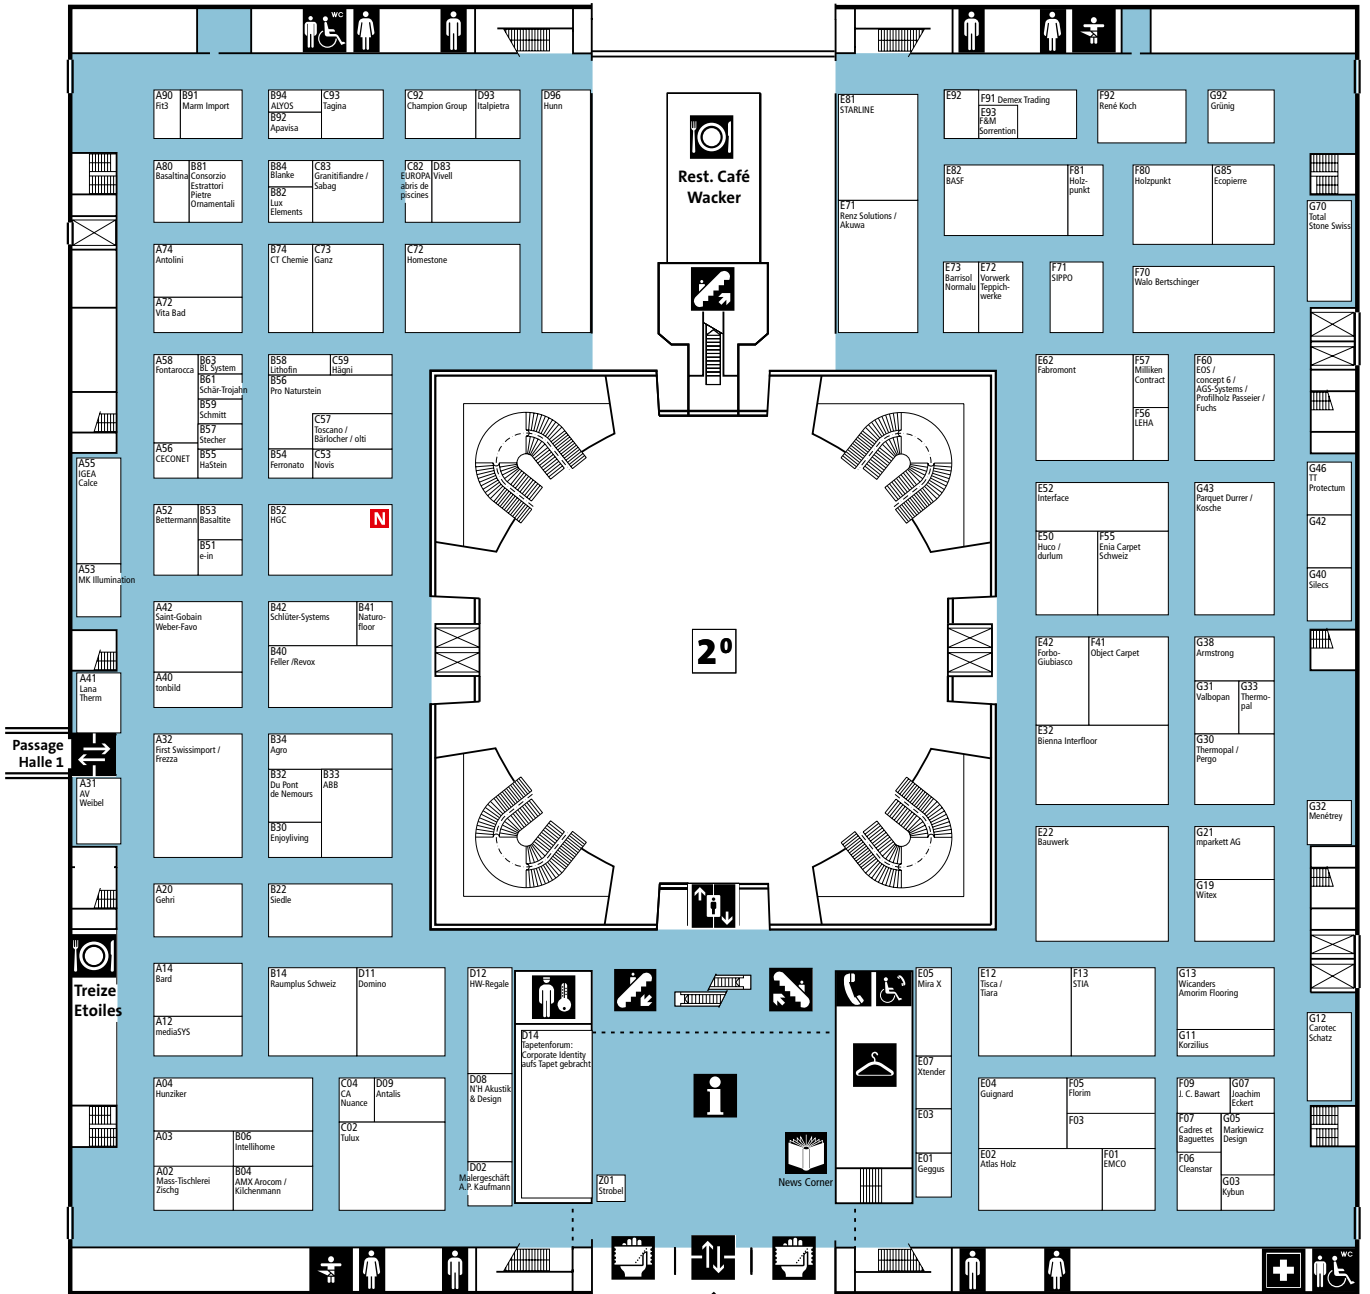 WC
A90
Fit3
B91
Marm Import
B94
ALYOS
B92
Apavisa
C93
Tagina
C92
Champion Group
D93
Italpietra
D96
Hunn
E81
STARLINE
E92
F91 Demex Trading
E93
F&M
Sorrention
F92
René Koch
G92
Grünig
Rest. Café
Wacker
A80
Basaltina
B81
Consorzio
Estrattori
Pietre
Ornamentali
B84
Blanke
B82
Lux
Elements
C83
Granitifiandre /
Sabag
C82
EUROPA
abris de
piscines
D83
Vivell
E71
Renz Solutions /
Akuwa
E82
BASF
F81
Holz-
punkt
F80
Holzpunkt
G85
Ecopierre
G70
Total
Stone Swiss
A74
Antolini
A72
Vita Bad
B74
CT Chemie
C73
Ganz
C72
Homestone
E73
Barrisol
Normalu
E72
Vorwerk
Teppich-
werke
F71
SIPPO
F70
Walo Bertschinger
A58
Fontarocca
B63
BL System
B61
Schär-Trojahn
B59
Schmitt
B57
Stecher
A56
CECONET
B55
HaStein
B58
Lithofin
C59
Hägni
B56
Pro Naturstein
C57
Toscano /
Bärlocher / olti
B54
Ferronato
C53
Novis
E62
Fabromont
F57
Milliken
Contract
F56
LEHA
F60
EOS /
concept 6 /
AGS-Systems /
Profilholz Passeier /
Fuchs
A55
IGEA
Calce
A53
MK Illumination
A52
Bettermann
B53
Basaltite
B51
e-in
B52
HGC
N
E52
Interface
E50
Huco /
durlum
F55
Enia Carpet
Schweiz
G43
Parquet Durrer /
Kosche
G46
TT
Protectum
G42
G40
Silecs
A42
Saint-Gobain
Weber-Favo
A40
tonbild
B42
Schlüter-Systems
B41
Naturo-
floor
B40
Feller /Revox
2⁰
E42
Forbo-
Giubiasco
F41
Object Carpet
E32
Bienna Interfloor
G38
Armstrong
G31
Valbopan
G33
Thermo-
pal
G30
Thermopal /
Pergo
A41
Lana
Therm
Passage
Halle 1
A31
AV
Weibel
A32
First Swissimport /
Frezza
B34
Agro
B32
Du Pont
de Nemours
B33
ABB
B30
Enjoyliving
G32
Menétrey
E22
Bauwerk
G21
mparkett AG
G19
Witex
A20
Gehri
B22
Siedle
Treize
Etoiles
A14
Bard
A12
mediaSYS
B14
Raumplus Schweiz
D11
Domino
D12
HW-Regale
D14
Tapetenforum:
Corporate Identity
aufs Tapet gebracht
D08
N'H Akustik
& Design
D02
Malergeschäft
A.P. Kaufmann
E05
Mira X
E07
Xtender
E03
E01
Geggus
E12
Tisca /
Tiara
F13
STIA
G13
Wicanders
Amorim Flooring
G11
Korzilius
G12
Carotec
Schatz
A04
Hunziker
A03
B06
Intellihome
A02
Mass-Tischlerei
Zischg
B04
AMX Arocom /
Kilchenmann
C04
CA
Nuance
D09
Antalis
C02
Tulux
Z01
Strobel
News Corner
E04
Guignard
F05
Florim
F03
E02
Atlas Holz
F01
EMCO
F09
J. C. Bawart
G07
Joachim
Eckert
F07
Cadres et
Baguettes
G05
Markiewicz
Design
F06
Cleanstar
G03
Kybun
WC